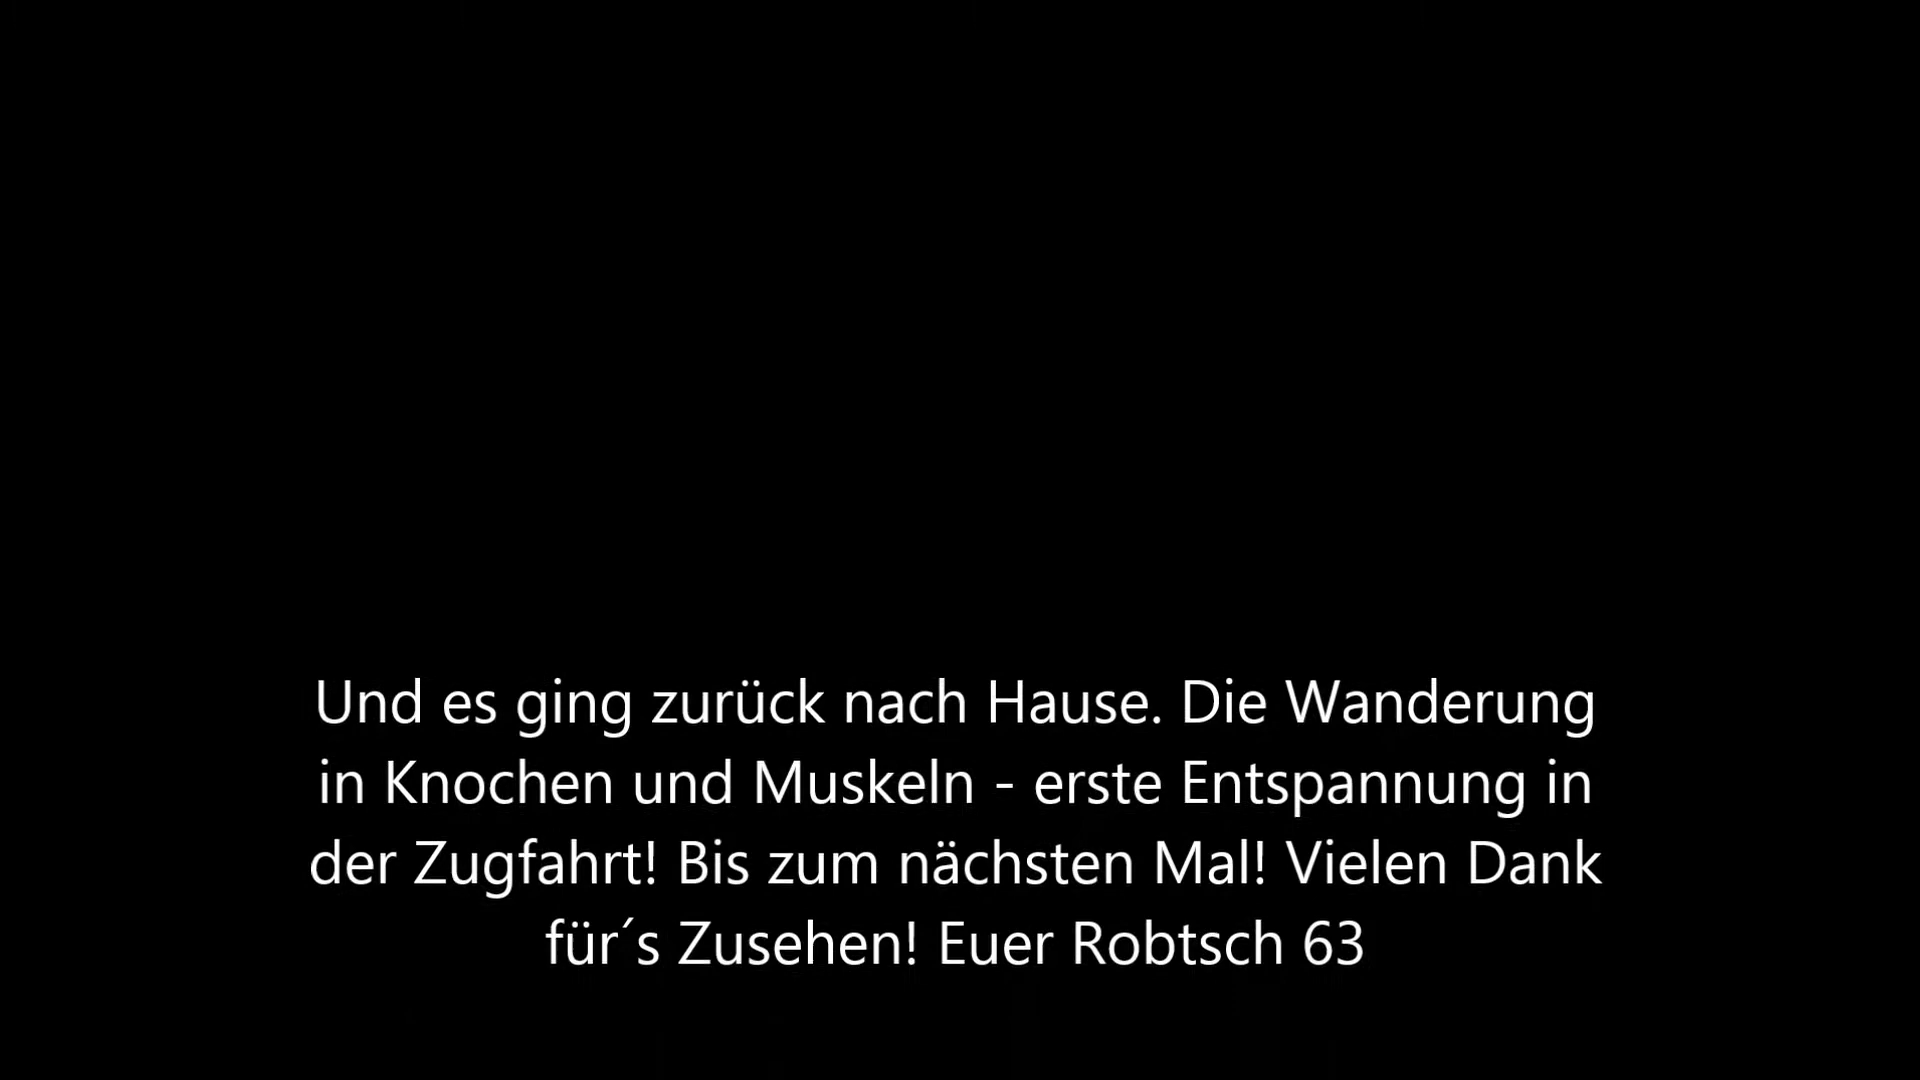 Und es ging zurück nach Hause. Die Wanderung
in Knochen und Muskeln - erste Entspannung in
der Zugfahrt! Bis zum nächsten Mal! Vielen Dank
für´s Zusehen! Euer Robtsch 63